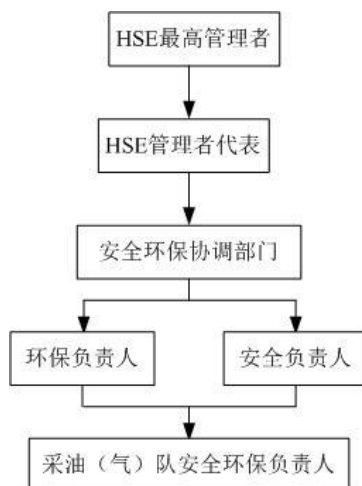 HSE最高管理者
HSE管理者代表
安全环保协调部门
环保负责人
安全负责人
采油（气）队安全环保负责人